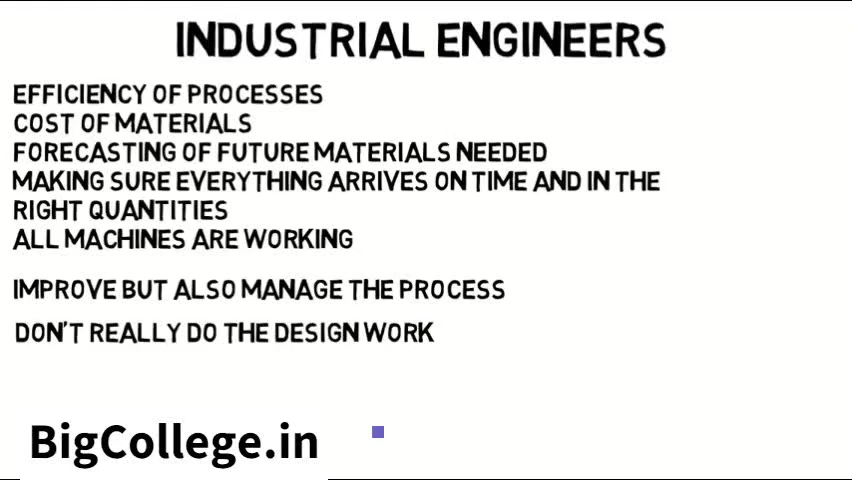 INDUSTRIAL ENGINEERS
EFFICIENCY OF PROCESSES
COST OF MATERIALS
FORECASTING OF FUTURE MATERIALS NEEDED
MAKING SURE EVERYTHING ARRIVES ON TIME AND IN THE
RIGHT QUANTITIES
ALL MACHINES ARE WORKING
IMPROVE BUT ALSO MANAGE THE PROCESS
DON'T REALLY DO THE DESIGN WORK
BigCollege.in